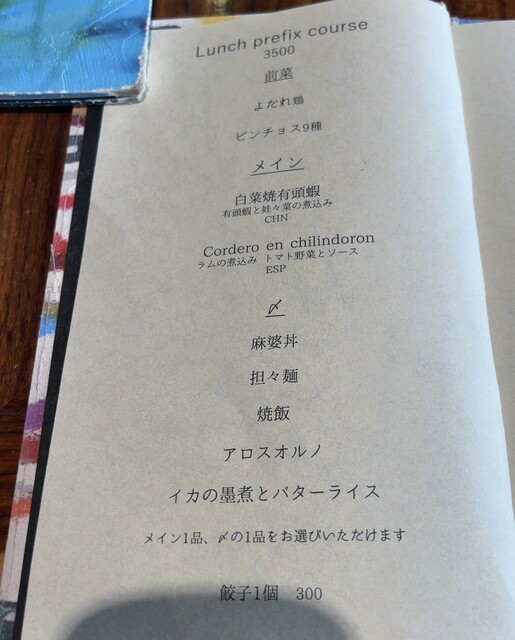 Lunch prefix course
3500
前菜
よだれ鶏
ピンチョス9種
メイン
白菜焼有頭蝦
有頭蝦と娃々菜の煮込み
CHN
Cordero en chilindoron
ラムの煮込み トマト野菜とソース
ESP
〆
麻婆丼
担々麺
焼飯
アロスオルノ
イカの墨煮とバターライス
メイン1品、〆の1品をお選びいただけます
餃子1個 300